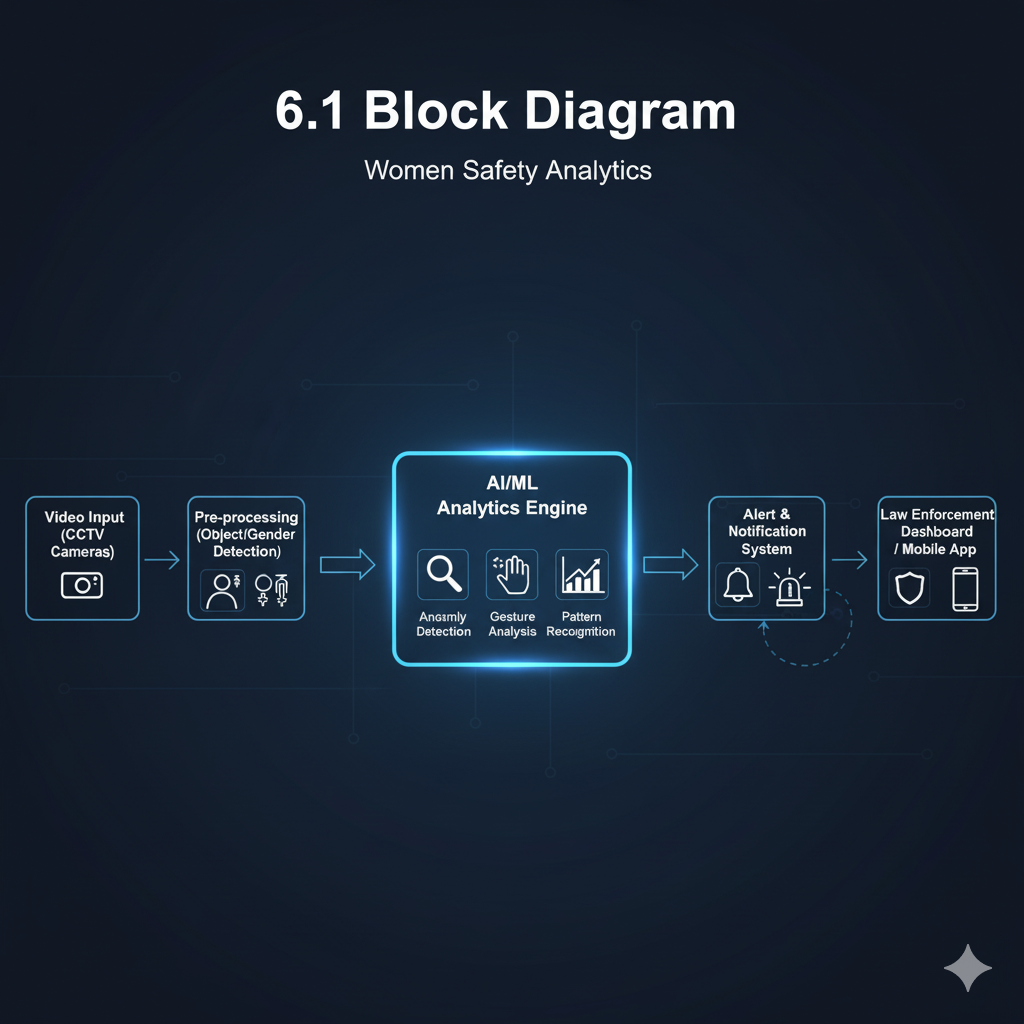 6.1 Block Diagram
Women Safety Analytics
Video Input
(CCTV
Cameras)
Pre-processing
(Object/Gender
Detection)
AI/ML
Analytics Engine
Detection
Gesture
Analysis
Pattern
Recognition
Alert &
Notification
System
Law Enforcement
Dashboard
/ Mobile App